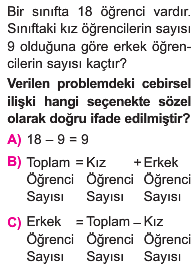 Bir sınıfta 18 öğrenci vardır.
Sınıftaki kız öğrencilerin sayısı
9 olduğuna göre erkek öğren-
cilerin sayısı kaçtır?
Verilen problemdeki cebirsel
ilişki hangi seçenekte sözel
olarak doğru ifade edilmiştir?
A) 18 – 9 = 9
B) Toplam = Kız + Erkek
Öğrenci Öğrenci Öğrenci
Sayısı Sayısı Sayısı
C) Erkek = Toplam – Kız
Öğrenci Öğrenci Öğrenci
Sayısı Sayısı Sayısı